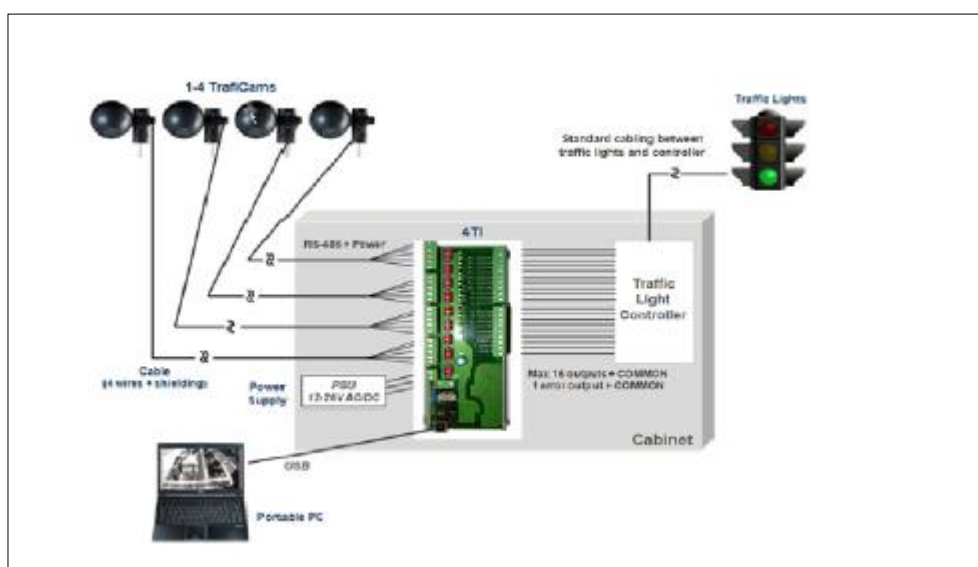 1-4 TrafiCams
Traffic Lights
Standard cabling between
traffic lights and controller
4TI
RS-485 + Power
Traffic
Light
Controller
Cable
(4 wires + shielding)
Power
Supply
PSU
12-26V AC/DC
Max 16 outputs + COMMON
1 error output + COMMON
Cabinet
USB
Portable PC